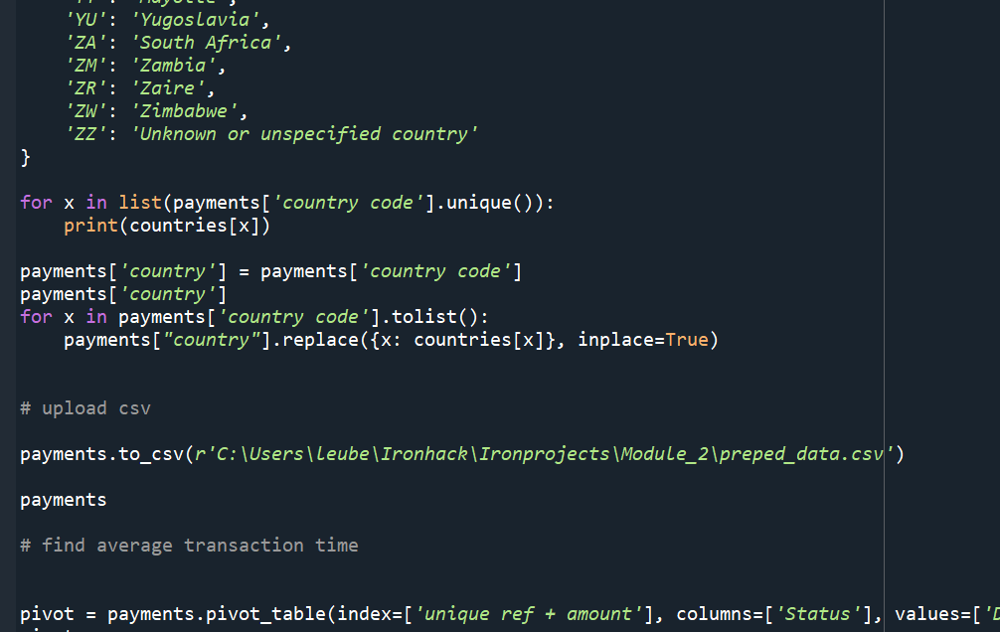 'YU': 'Yugoslavia',
'ZA': 'South Africa',
'ZM': 'Zambia',
'ZR': 'Zaire',
'ZW': 'Zimbabwe',
'ZZ': 'Unknown or unspecified country'
}
for x in list(payments['country code'].unique()):
print(countries[x])
payments['country'] = payments['country code']
payments['country']
for x in payments['country code'].tolist():
payments["country"].replace({x: countries[x]}, inplace=True)
# upload csv
payments.to_csv(r'C:\Users\leube\Ironhack\Ironprojects\Module_2\preped_data.csv')
payments
# find average transaction time
pivot = payments.pivot_table(index=['unique ref + amount'], columns=['Status'], values=['